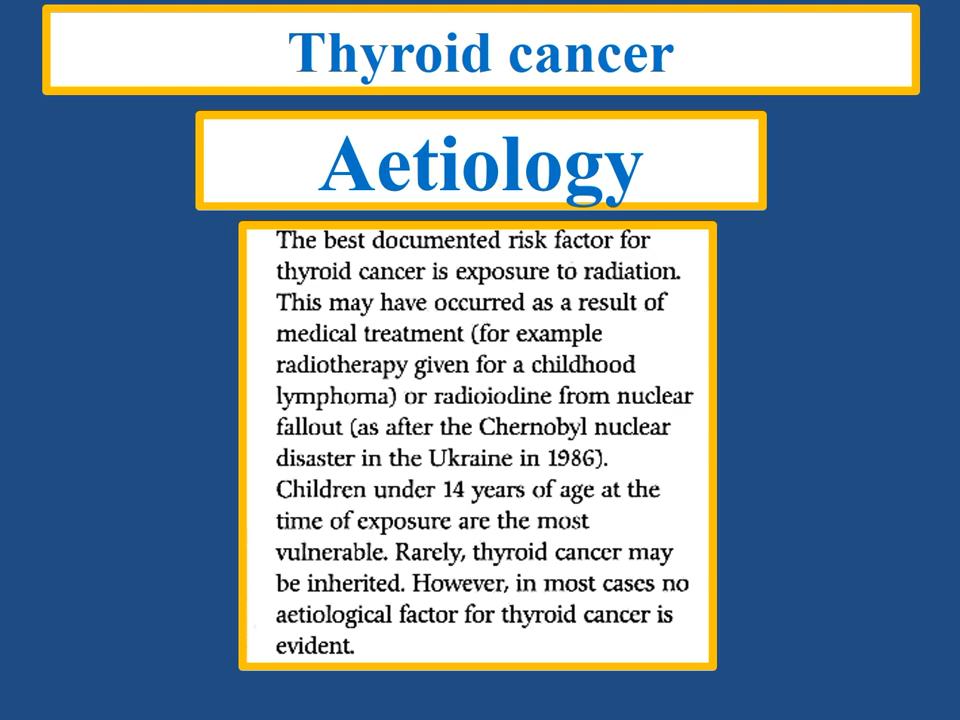 Thyroid cancer
Aetiology
The best documented risk factor for
thyroid cancer is exposure to radiation.
This may have occurred as a result of
medical treatment (for example
radiotherapy given for a childhood
lymphoma) or radioiodine from nuclear
fallout (as after the Chernobyl nuclear
disaster in the Ukraine in 1986).
Children under 14 years of age at the
time of exposure are the most
vulnerable. Rarely, thyroid cancer may
be inherited. However, in most cases no
aetiological factor for thyroid cancer is
evident.